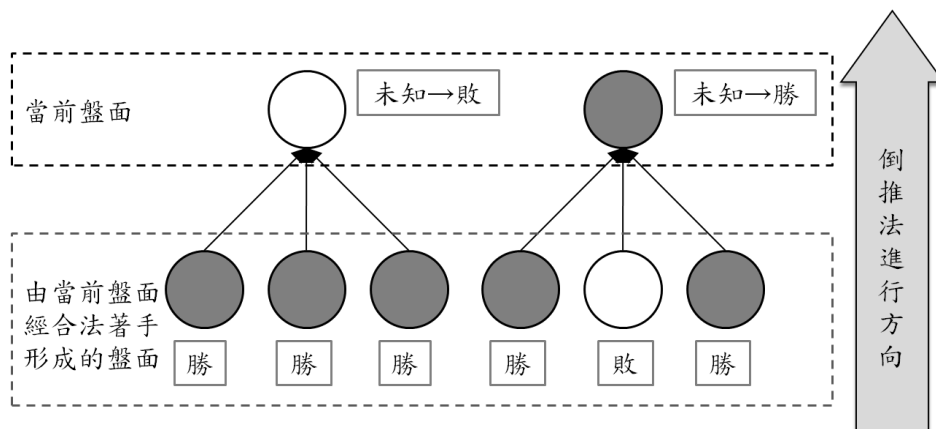 當前盤面
未知→敗
未知→勝
由當前盤面
經合法著手
形成的盤面
勝
勝
勝
勝
敗
勝
倒推法進行方向